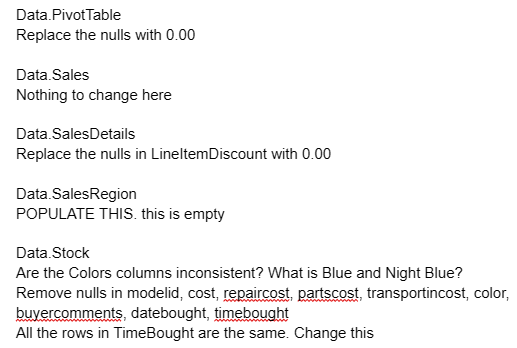 Data.PivotTable
Replace the nulls with 0.00
Data.Sales
Nothing to change here
Data.SalesDetails
Replace the nulls in LineItemDiscount with 0.00
Data.SalesRegion
POPULATE THIS. this is empty
Data.Stock
Are the Colors columns inconsistent? What is Blue and Night Blue?
Remove nulls in modelid, cost, repaircost, partscost, transportincost, color,
buyercomments, datebought, timebought
All the rows in TimeBought are the same. Change this